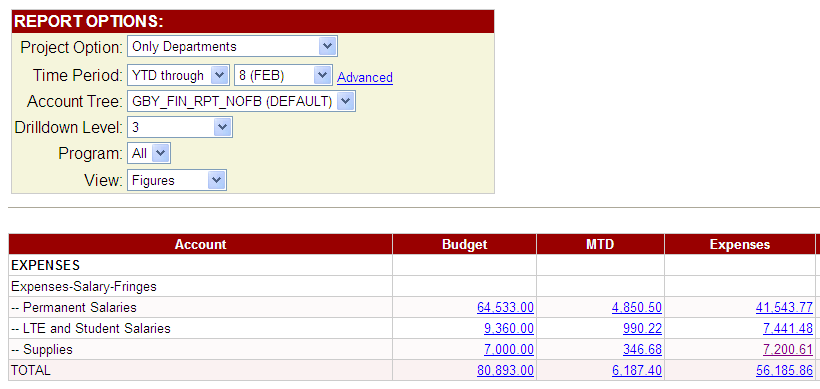 REPORT OPTIONS:
Project Option: Only Departments
Time Period: YTD through 8 (FEB) Advanced
Account Tree: GBY_FIN_RPT_NOFB (DEFAULT)
Drilldown Level: 3
Program: All
View: Figures
Account Budget MTD Expenses
EXPENSES
Expenses-Salary-Fringes
-- Permanent Salaries 64,533.00 4,850.50 41,543.77
-- LTE and Student Salaries 9,360.00 990.22 7,441.48
-- Supplies 7,000.00 346.68 7,200.61
TOTAL 80,893.00 6,187.40 56,185.86